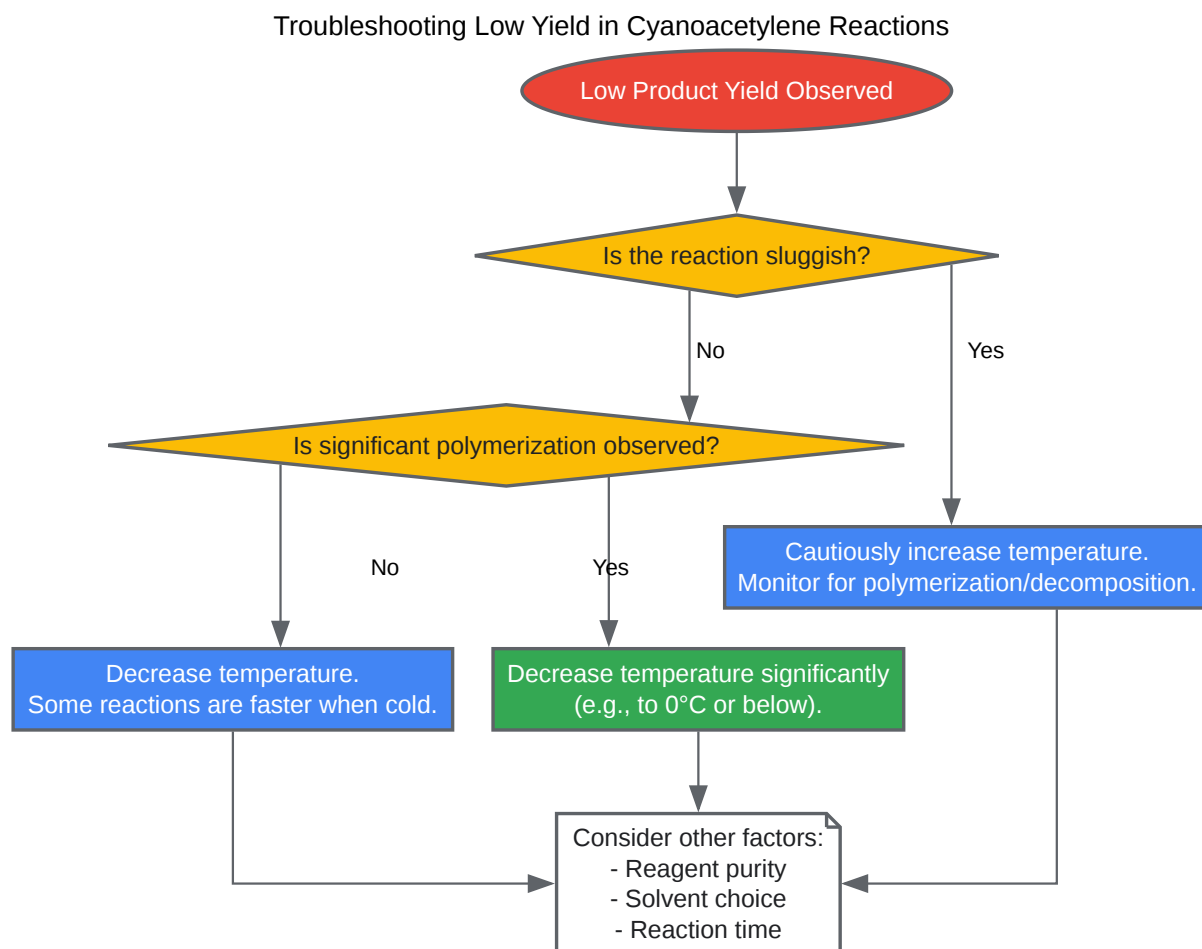 Troubleshooting Low Yield in Cyanoacetylene Reactions
Low Product Yield Observed
Is the reaction sluggish?
No
Yes
Is significant polymerization observed?
Cautiously increase temperature.
Monitor for polymerization/decomposition.
No
Yes
Decrease temperature.
Some reactions are faster when cold.
Decrease temperature significantly
(e.g., to 0°C or below).
Consider other factors:
- Reagent purity
- Solvent choice
- Reaction time